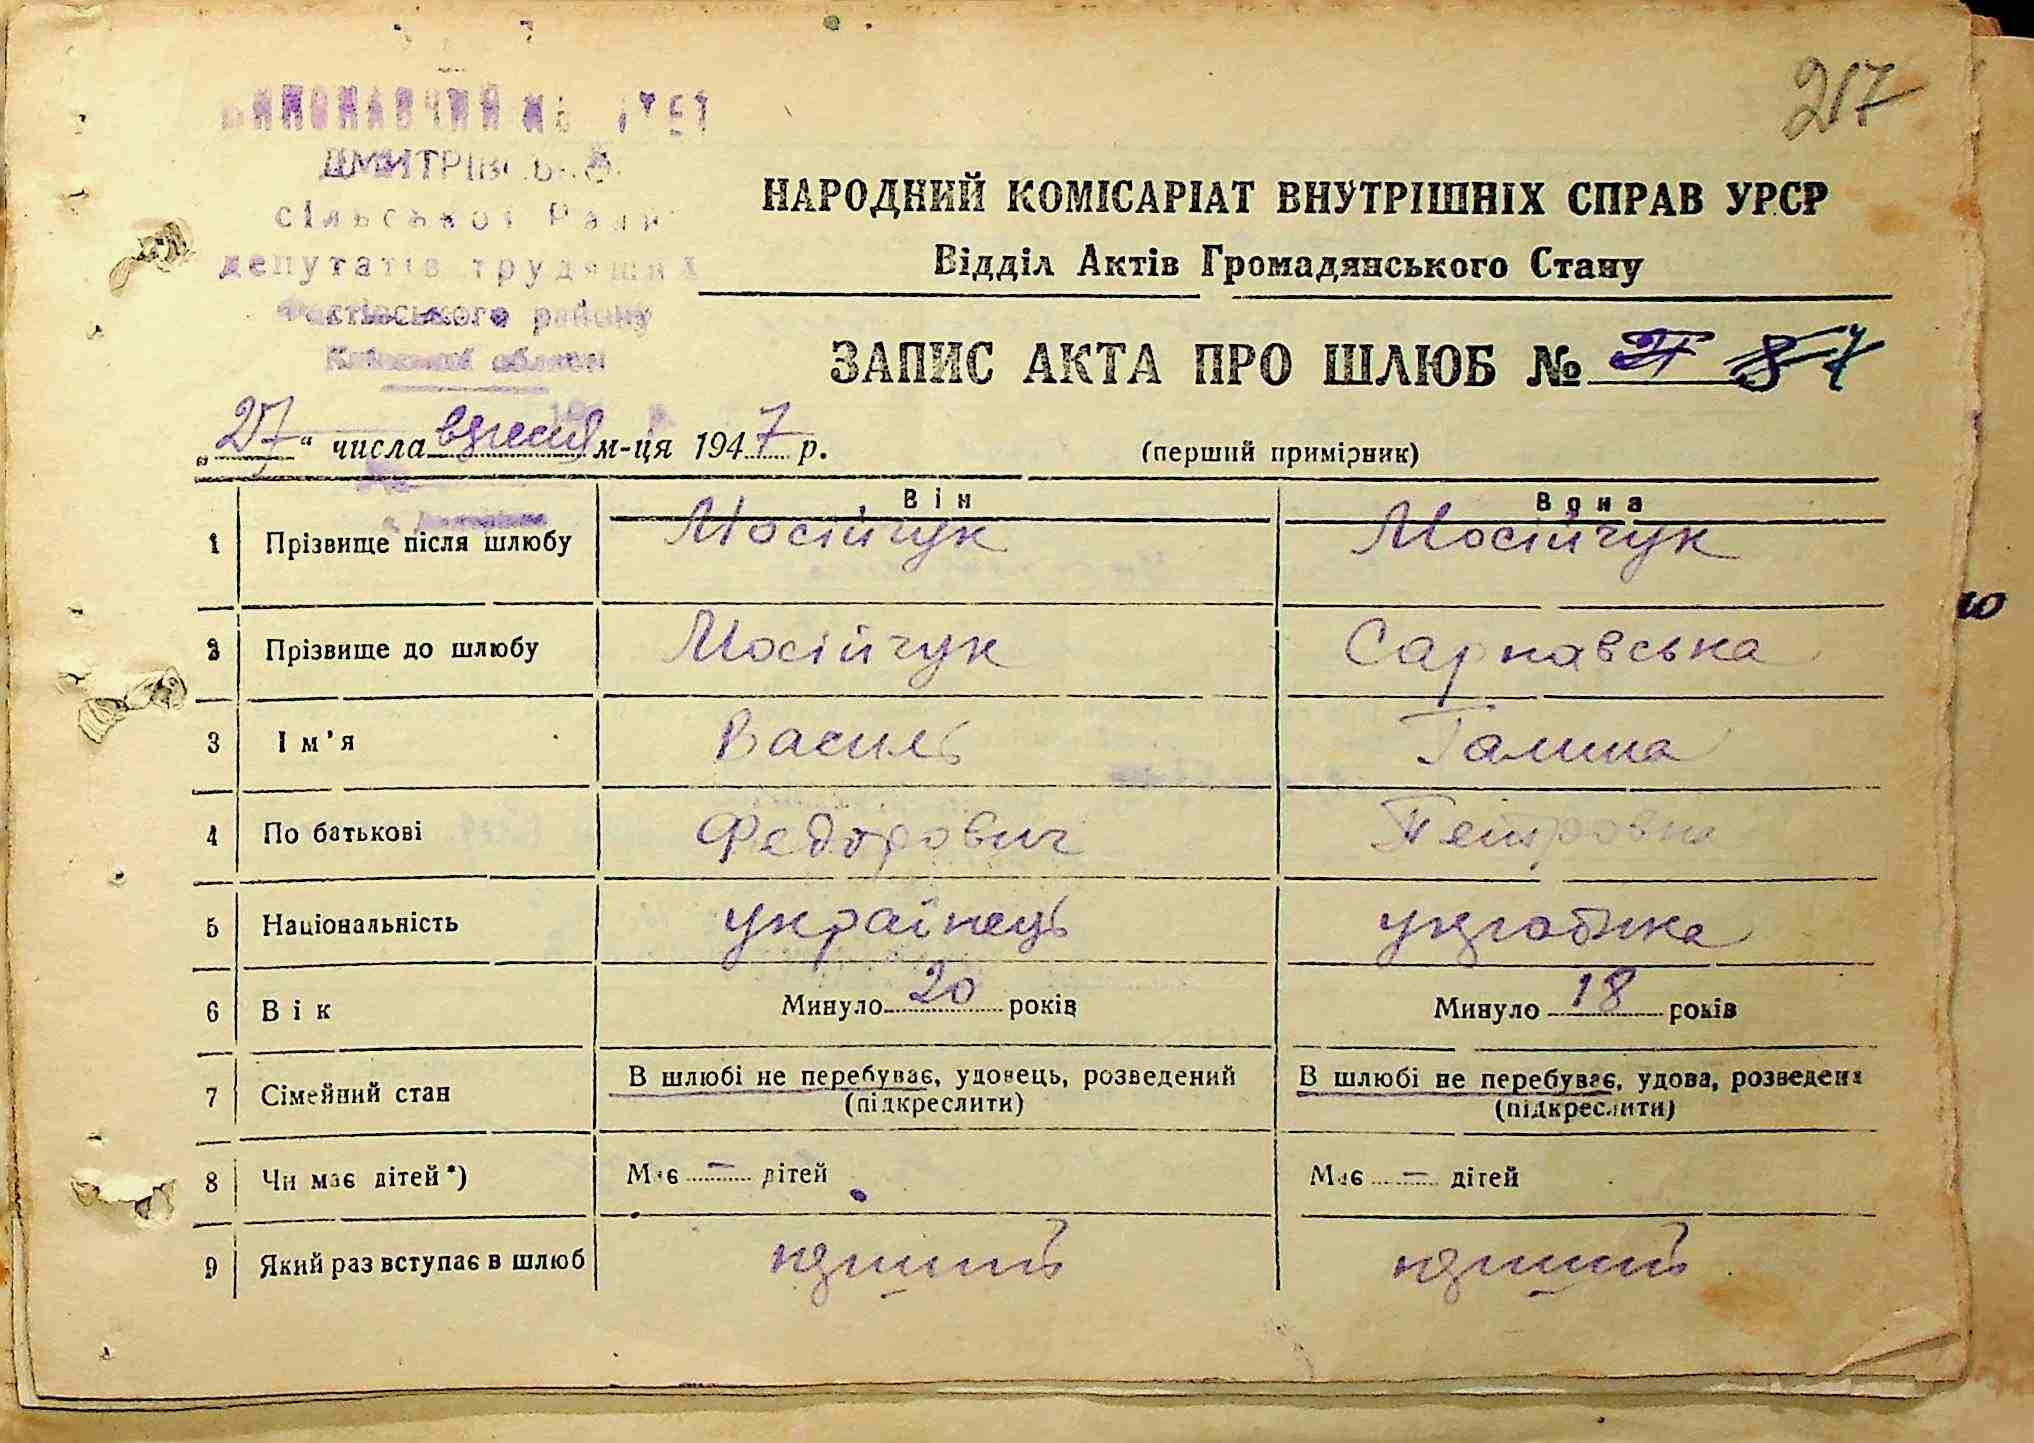 217
ВИКОНАВЧИЙ
ДМИТРІВСЬКОЇ
сільської Ради
депутатів трудящих
Фастівського району
Київської області
НАРОДНИЙ КОМІСАРІАТ ВНУТРІШНІХ СПРАВ УРСР
Відділ Актів Громадянського Стану
ЗАПИС АКТА ПРО ШЛЮБ №
„27“ числа вересня м-ця 1947 р. (перший примірник)
Він Вона
1 Прізвище після шлюбу Мосійчук Мосійчук
2 Прізвище до шлюбу Мосійчук Сарнавська
3 Ім’я Василь Галина
4 По батькові Федорович Петровна
5 Національність українець українка
6 Вік Минуло 20 років Минуло 18 років
7 Сімейний стан В шлюбі не перебуває, удовець, розведений В шлюбі не перебуває, удова, розведена
(підкреслити) (підкреслити)
8 Чи має дітей*) Має – дітей Має – дітей
9 Який раз вступає в шлюб перший перший
ю